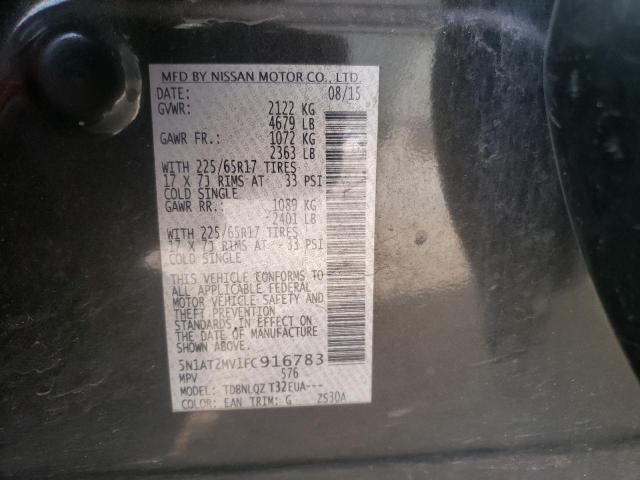 MFD BY NISSAN MOTOR CO., LTD.
DATE: 08/15
GVWR: 2122 KG
4679 LB
GAWR FR.: 1072 KG
2363 LB
WITH 225/65R17 TIRES
17 X 7J RIMS AT 33 PSI
COLD SINGLE
GAWR RR.: 1089 KG
2401 LB
WITH 225/65R17 TIRES
17 X 7J RIMS AT 33 PSI
COLD SINGLE
THIS VEHICLE CONFORMS TO
ALL APPLICABLE FEDERAL
MOTOR VEHICLE SAFETY AND
THEFT PREVENTION
STANDARDS IN EFFECT ON
THE DATE OF MANUFACTURE
SHOWN ABOVE.
5N1AT2MV1FC916783
MPV 576
MODEL: TDBNLQZ T32EUA---
COLOR: EAN TRIM: G ZS30A